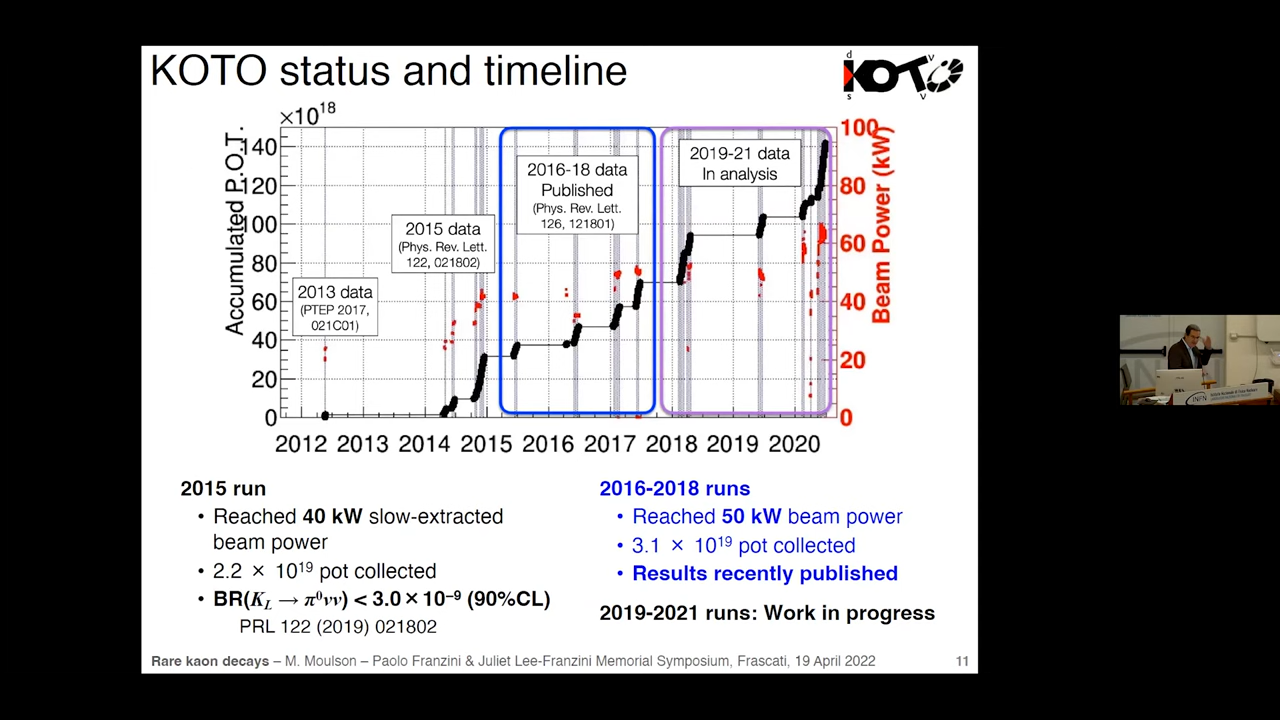 KOTO status and timeline
d
KOTO
s
ν
ν
×10¹⁸
Accumulated P.O.T.
140
120
100
80
60
40
20
0
100
80
60
40
20
0
Beam Power (kW)
2013 data
(PTEP 2017,
021C01)
2015 data
(Phys. Rev. Lett.
122, 021802)
2016-18 data
Published
(Phys. Rev. Lett.
126, 121801)
2019-21 data
In analysis
2012 2013 2014 2015 2016 2017 2018 2019 2020
2015 run
• Reached 40 kW slow-extracted
beam power
• 2.2 × 10¹⁹ pot collected
• BR(K_L → π⁰νν) < 3.0 × 10⁻⁹ (90%CL)
PRL 122 (2019) 021802
2016-2018 runs
• Reached 50 kW beam power
• 3.1 × 10¹⁹ pot collected
• Results recently published
2019-2021 runs: Work in progress
Rare kaon decays – M. Moulson – Paolo Franzini & Juliet Lee-Franzini Memorial Symposium, Frascati, 19 April 2022
11
INFN